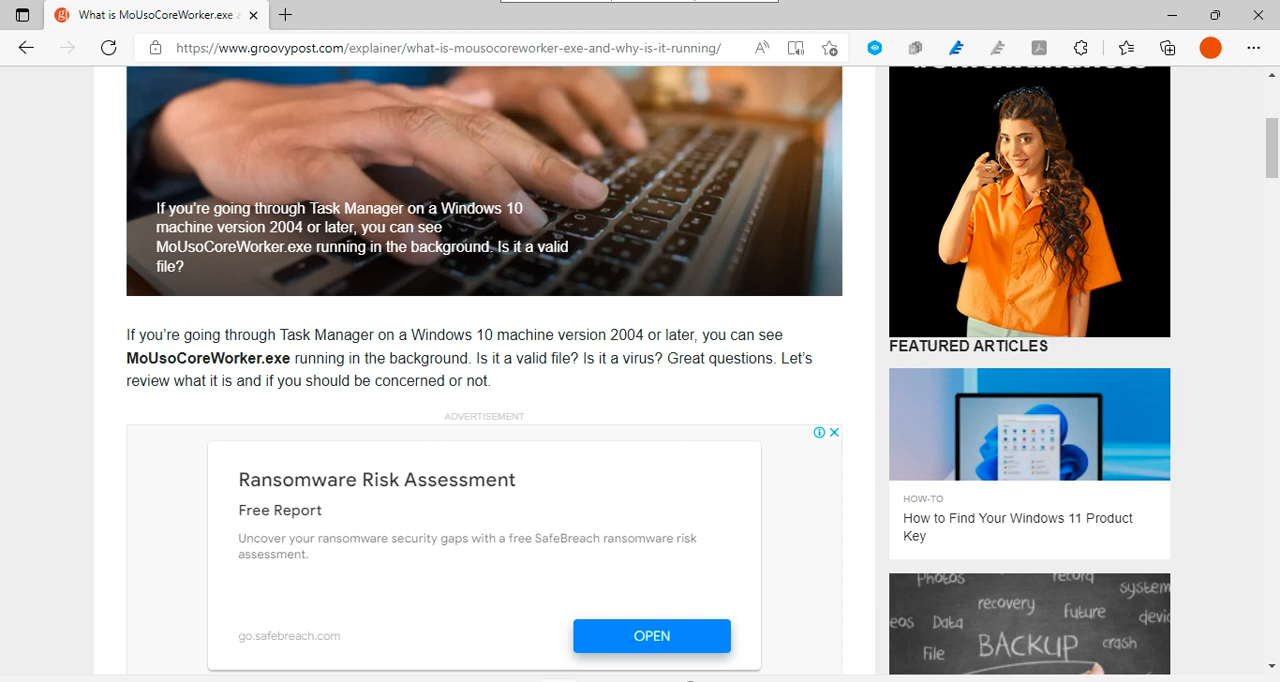 What is MoUsoCoreWorker.exe a
https://www.groovypost.com/explainer/what-is-mousocoreworker-exe-and-why-is-it-running/
If you're going through Task Manager on a Windows 10
machine version 2004 or later, you can see
MoUsoCoreWorker.exe running in the background. Is it a valid
file?
If you’re going through Task Manager on a Windows 10 machine version 2004 or later, you can see
MoUsoCoreWorker.exe running in the background. Is it a valid file? Is it a virus? Great questions. Let’s
review what it is and if you should be concerned or not.
ADVERTISEMENT
Ransomware Risk Assessment
Free Report
Uncover your ransomware security gaps with a free SafeBreach ransomware risk
assessment.
go.safebreach.com
OPEN
FEATURED ARTICLES
HOW-TO
How to Find Your Windows 11 Product
Key
Photos
record
system
recovery
future
eos
Data
devic
File
BACKUP
crash